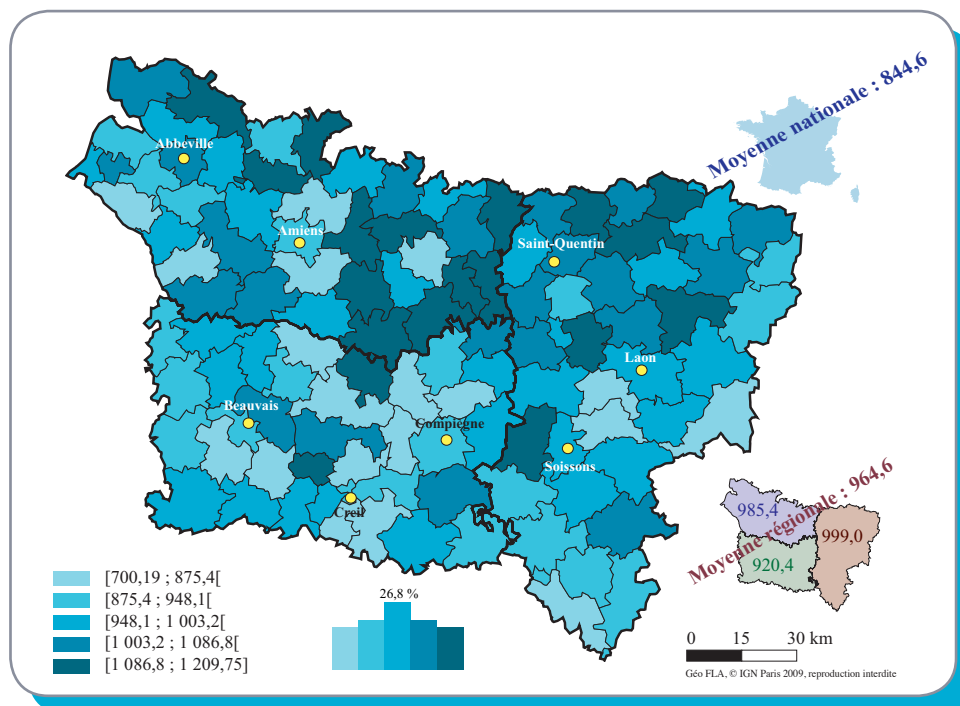 Moyenne nationale : 844,6
Abbeville
Amiens
Saint-Quentin
Laon
Beauvais
Compiègne
Soissons
Creil
Moyenne régionale : 964,6
985,4
999,0
920,4
[700,19 ; 875,4[
[875,4 ; 948,1[
[948,1 ; 1 003,2[
[1 003,2 ; 1 086,8[
[1 086,8 ; 1 209,75]
26,8 %
0 15 30 km
Géo FLA, © IGN Paris 2009, reproduction interdite